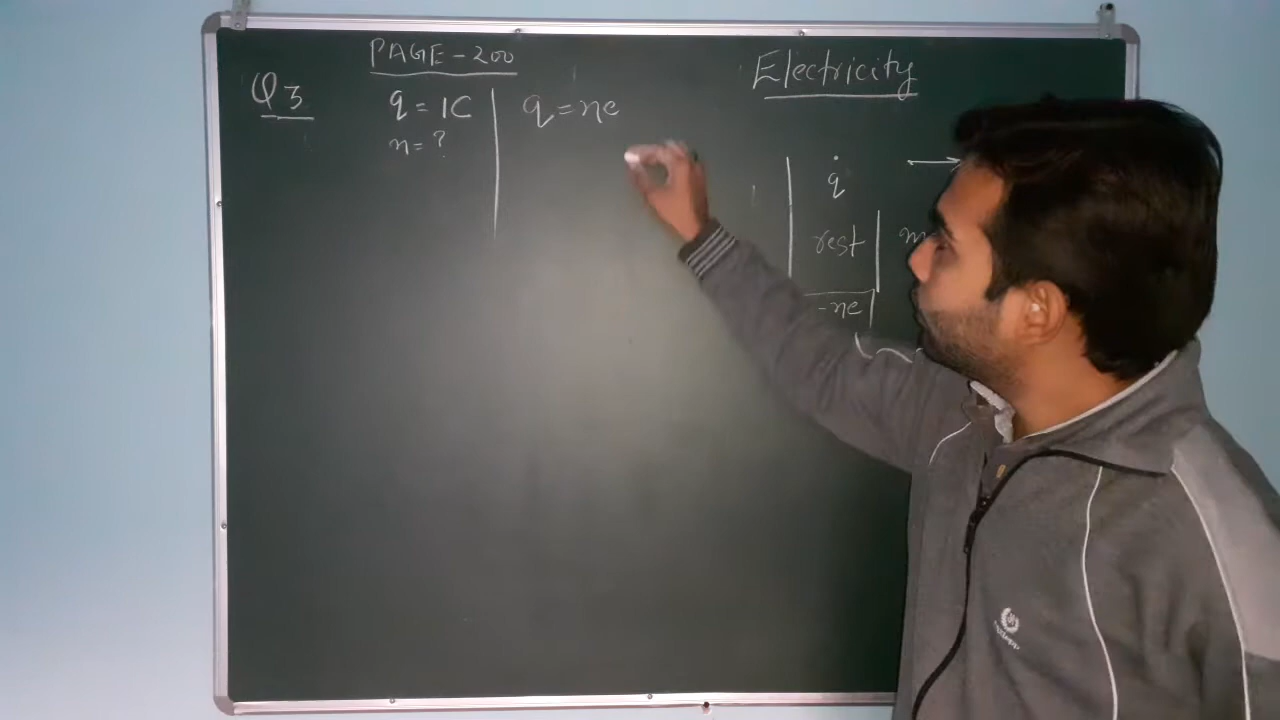 PAGE-200
Electricity
Q3
q = 1C
q = ne
n = ?
q
rest
-ne